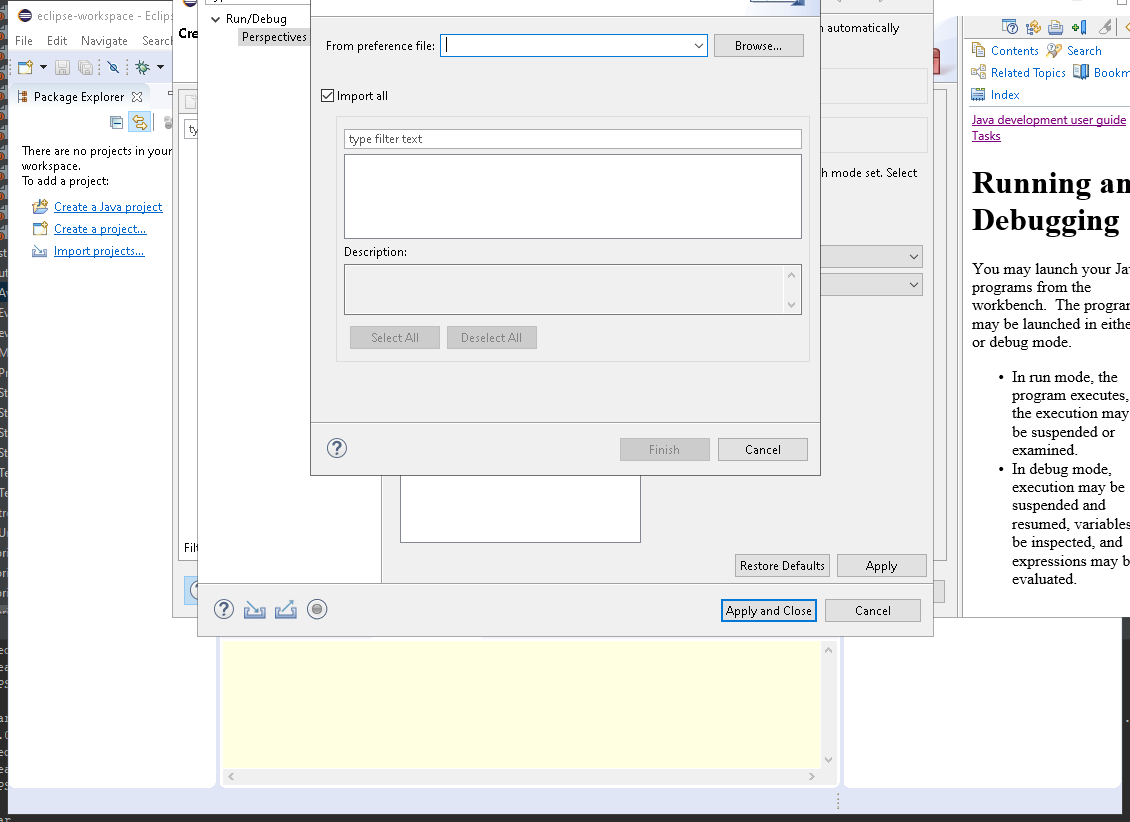 eclipse-workspace - Eclips
File Edit Navigate Search
Package Explorer
There are no projects in your
workspace.
To add a project:
Create a Java project
Create a project...
Import projects...
Cre
ty
Filt
Run/Debug
Perspectives
From preference file:
Browse...
Import all
type filter text
Description:
Select All
Deselect All
Finish
Cancel
automatically
h mode set. Select
Restore Defaults
Apply
Apply and Close
Cancel
Contents
Search
Related Topics
Bookm
Index
Java development user guide
Tasks
Running an
Debugging
You may launch your Jav
programs from the
workbench. The program
may be launched in eithe
or debug mode.
• In run mode, the
program executes,
the execution may
be suspended or
examined.
• In debug mode,
execution may be
suspended and
resumed, variables
be inspected, and
expressions may b
evaluated.